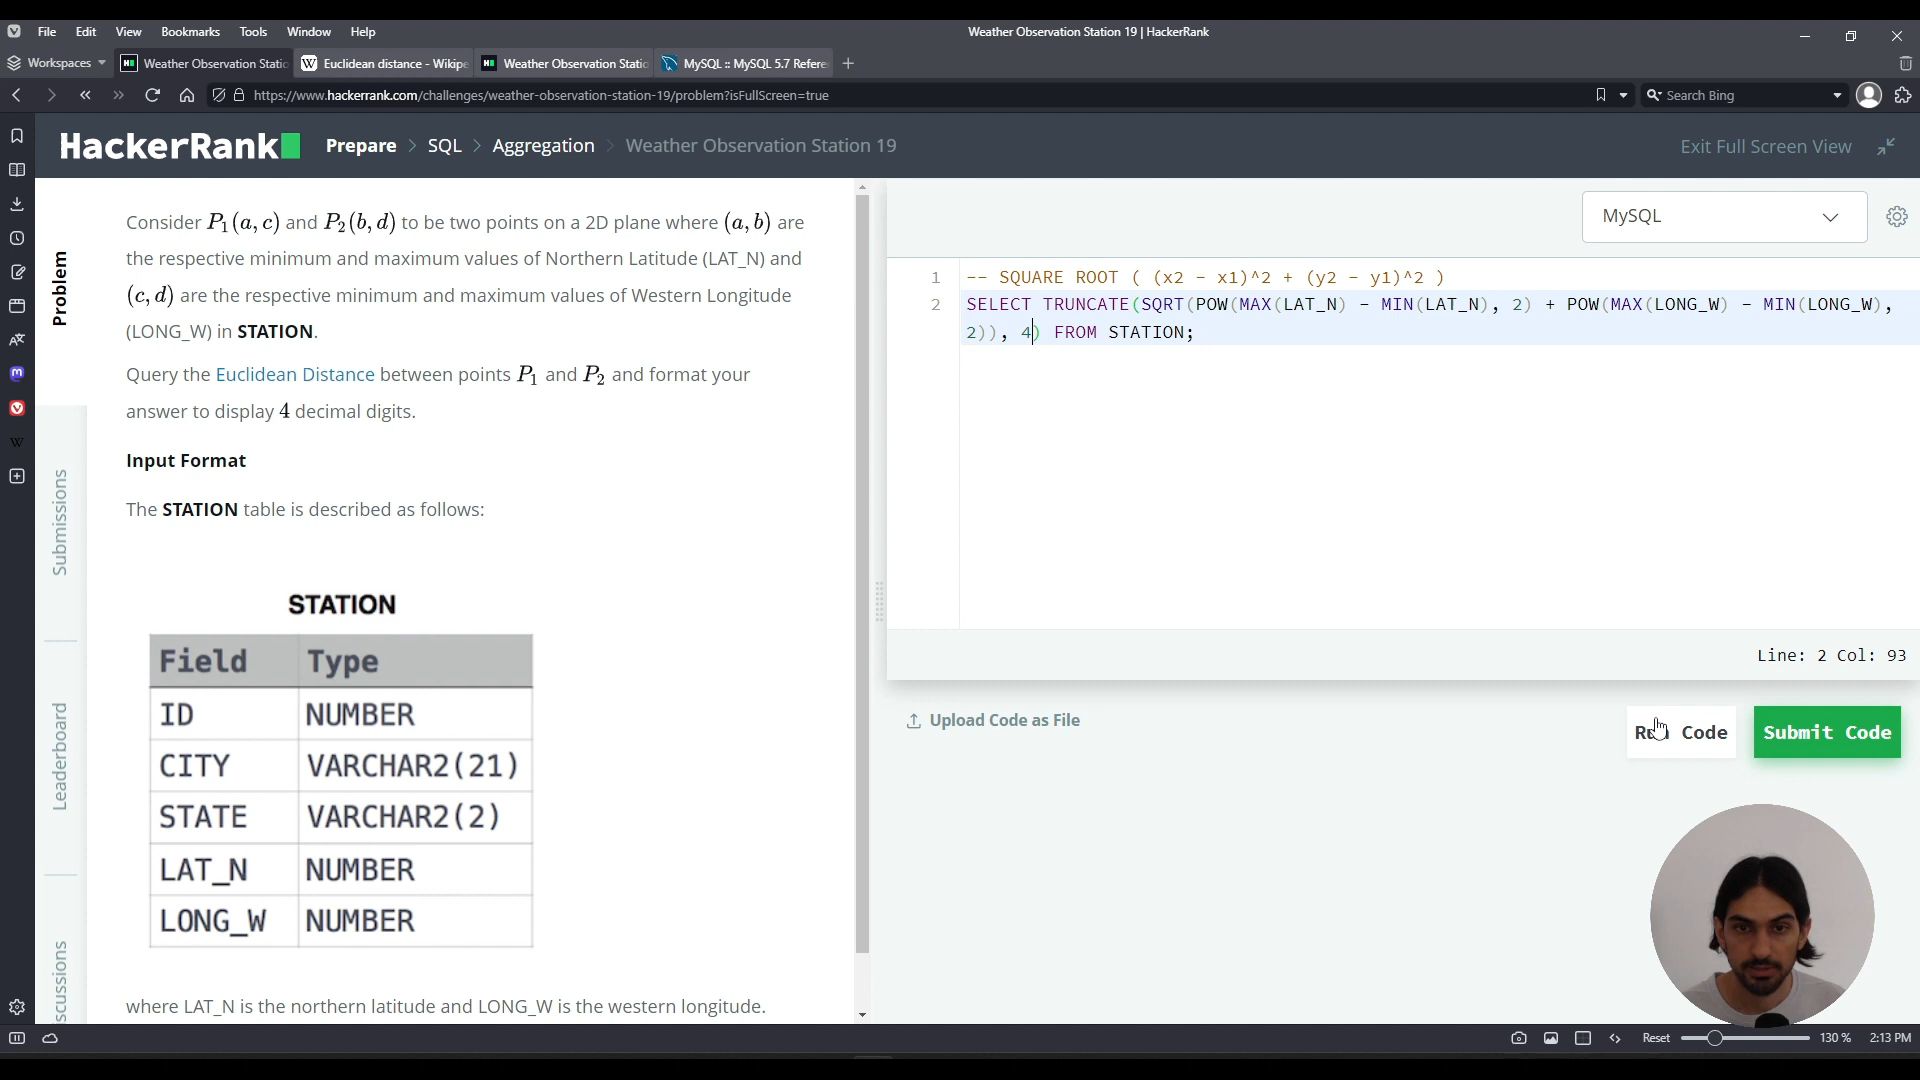 File Edit View Bookmarks Tools Window Help
Weather Observation Station 19 | HackerRank
Workspaces
Weather Observation Static
Euclidean distance - Wikipe
Weather Observation Static
MySQL :: MySQL 5.7 Refere
https://www.hackerrank.com/challenges/weather-observation-station-19/problem?isFullScreen=true
Search Bing
HackerRank
Prepare > SQL > Aggregation > Weather Observation Station 19
Exit Full Screen View
Problem
Submissions
Leaderboard
scussions
Consider P₁(a, c) and P₂(b, d) to be two points on a 2D plane where (a, b) are
the respective minimum and maximum values of Northern Latitude (LAT_N) and
(c, d) are the respective minimum and maximum values of Western Longitude
(LONG_W) in STATION.
Query the Euclidean Distance between points P₁ and P₂ and format your
answer to display 4 decimal digits.
Input Format
The STATION table is described as follows:
STATION
Field Type
ID NUMBER
CITY VARCHAR2(21)
STATE VARCHAR2(2)
LAT_N NUMBER
LONG_W NUMBER
where LAT_N is the northern latitude and LONG_W is the western longitude.
MySQL
1 -- SQUARE ROOT ( (x2 - x1)^2 + (y2 - y1)^2 )
2 SELECT TRUNCATE(SQRT(POW(MAX(LAT_N) - MIN(LAT_N), 2) + POW(MAX(LONG_W) - MIN(LONG_W),
2)), 4) FROM STATION;
Line: 2 Col: 93
Upload Code as File
Run Code
Submit Code
Reset
130 %
2:13 PM